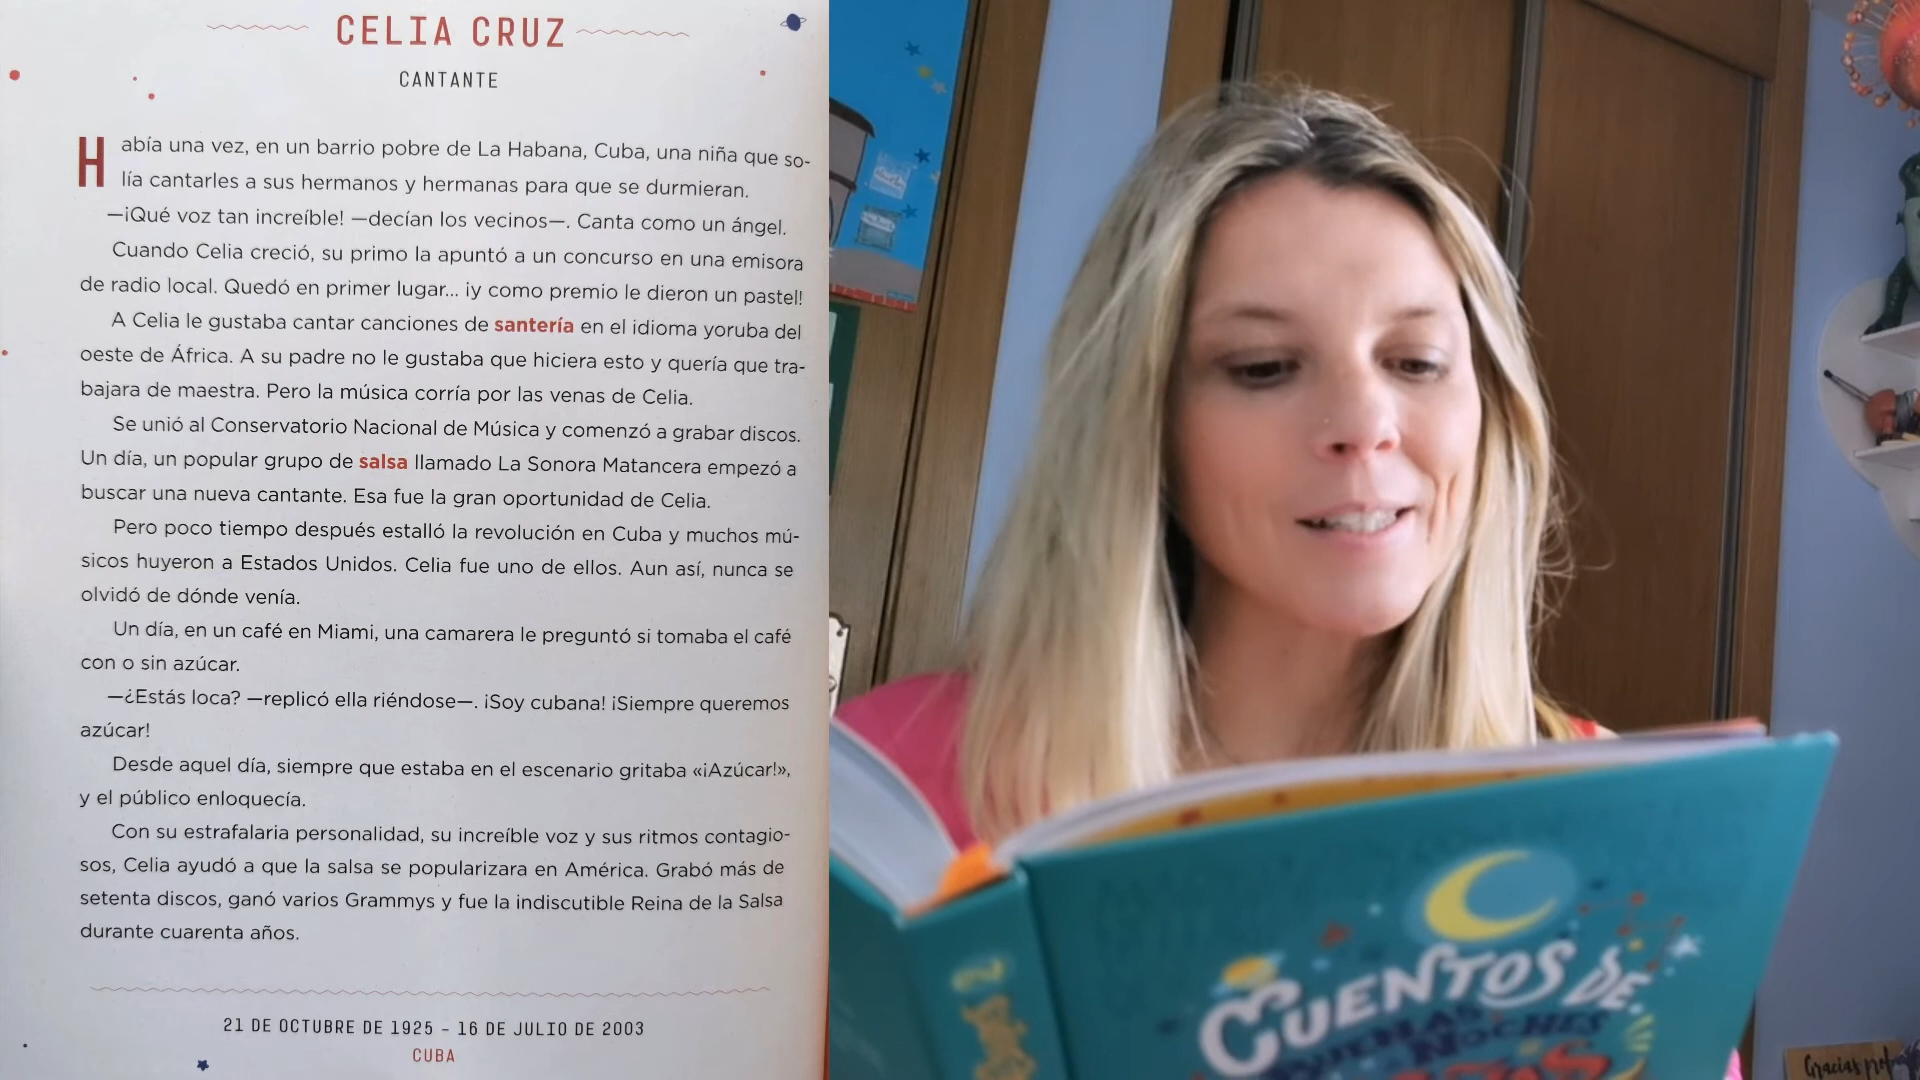 CELIA CRUZ
CANTANTE
Había una vez, en un barrio pobre de La Habana, Cuba, una niña que so-
lía cantarles a sus hermanos y hermanas para que se durmieran.
—¡Qué voz tan increíble! —decían los vecinos—. Canta como un ángel.
Cuando Celia creció, su primo la apuntó a un concurso en una emisora
de radio local. Quedó en primer lugar... ¡y como premio le dieron un pastel!
A Celia le gustaba cantar canciones de santería en el idioma yoruba del
oeste de África. A su padre no le gustaba que hiciera esto y quería que tra-
bajara de maestra. Pero la música corría por las venas de Celia.
Se unió al Conservatorio Nacional de Música y comenzó a grabar discos.
Un día, un popular grupo de salsa llamado La Sonora Matancera empezó a
buscar una nueva cantante. Esa fue la gran oportunidad de Celia.
Pero poco tiempo después estalló la revolución en Cuba y muchos mú-
sicos huyeron a Estados Unidos. Celia fue uno de ellos. Aun así, nunca se
olvidó de dónde venía.
Un día, en un café en Miami, una camarera le preguntó si tomaba el café
con o sin azúcar.
—¿Estás loca? —replicó ella riéndose—. ¡Soy cubana! ¡Siempre queremos
azúcar!
Desde aquel día, siempre que estaba en el escenario gritaba «¡Azúcar!»,
y el público enloquecía.
Con su estrafalaria personalidad, su increíble voz y sus ritmos contagio-
sos, Celia ayudó a que la salsa se popularizara en América. Grabó más de
setenta discos, ganó varios Grammys y fue la indiscutible Reina de la Salsa
durante cuarenta años.
21 DE OCTUBRE DE 1925 - 16 DE JULIO DE 2003
CUBA
CUENTOS DE
BUENAS
NOCHES
2
Gracias